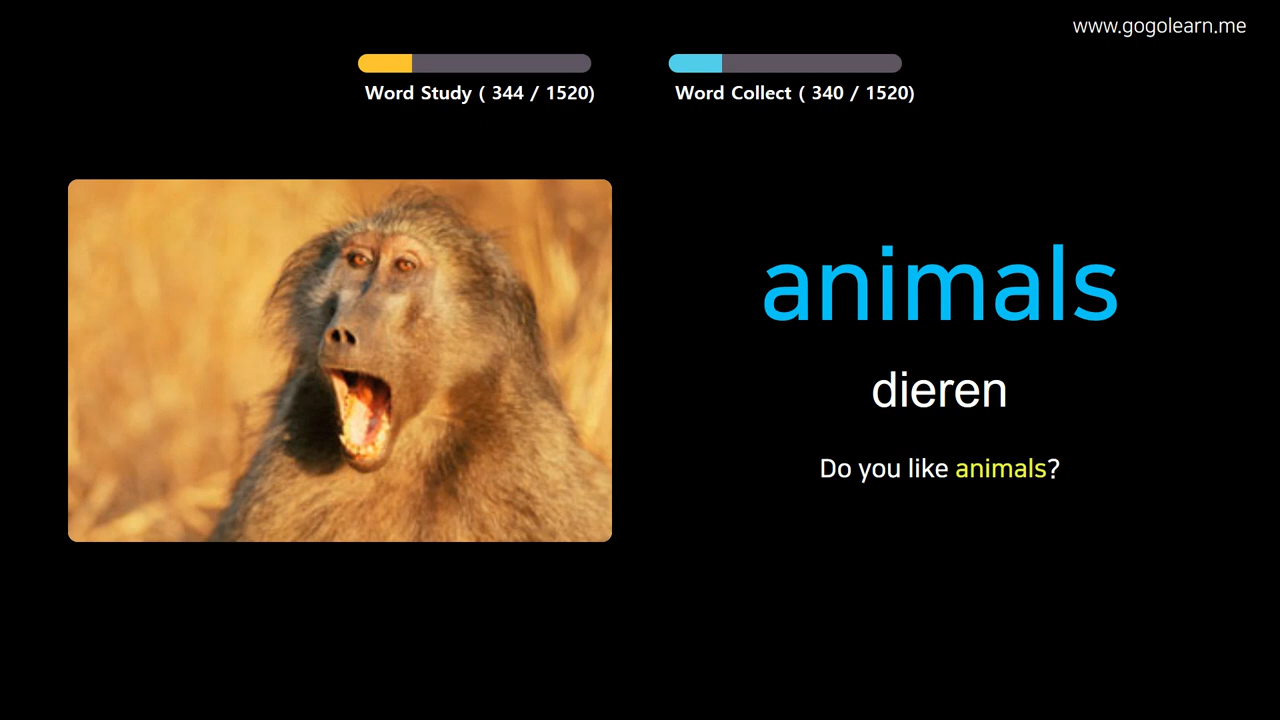 www.gogolearn.me
Word Study ( 344 / 1520)
Word Collect ( 340 / 1520)
animals
dieren
Do you like animals?